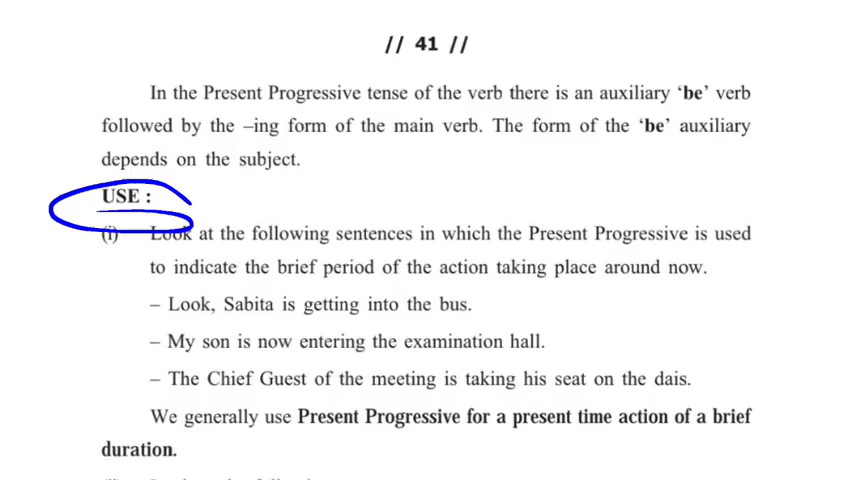 // 41 //
In the Present Progressive tense of the verb there is an auxiliary ‘be’ verb
followed by the –ing form of the main verb. The form of the ‘be’ auxiliary
depends on the subject.
USE :
(i) Look at the following sentences in which the Present Progressive is used
to indicate the brief period of the action taking place around now.
– Look, Sabita is getting into the bus.
– My son is now entering the examination hall.
– The Chief Guest of the meeting is taking his seat on the dais.
We generally use Present Progressive for a present time action of a brief
duration.